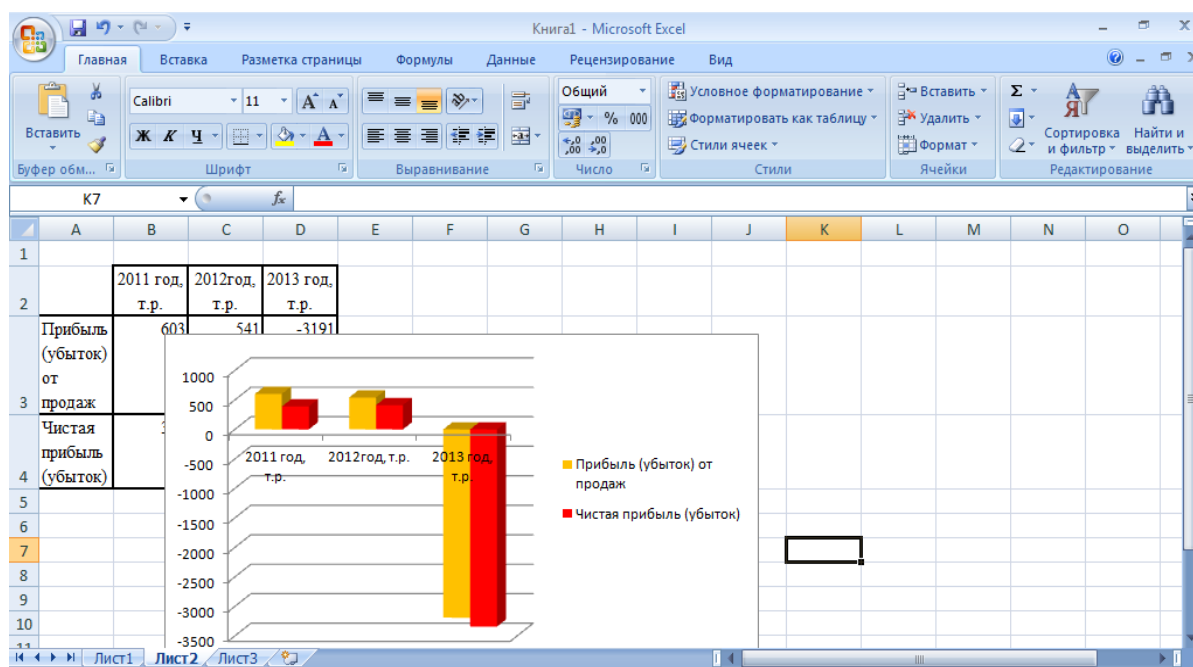 Книга1 - Microsoft Excel
Главная Вставка Разметка страницы Формулы Данные Рецензирование Вид
Вставить
Calibri 11
Ж К Ч
Общий
% 000
Условное форматирование
Форматировать как таблицу
Стили ячеек
Вставить
Удалить
Формат
Σ
Сортировка и фильтр
Найти и выделить
Буфер обм... Шрифт Выравнивание Число Стили Ячейки Редактирование
K7 fx
A B C D E F G H I J K L M N O
1
2 2011 год, т.р. 2012год, т.р. 2013 год, т.р.
3 Прибыль (убыток) от продаж 603 541 -3191
4 Чистая прибыль (убыток)
5
6
7
8
9
10
11
1000
500
0
-500
-1000
-1500
-2000
-2500
-3000
-3500
2011 год, т.р. 2012год, т.р. 2013 год, т.р.
Прибыль (убыток) от продаж
Чистая прибыль (убыток)
Лист1 Лист2 Лист3